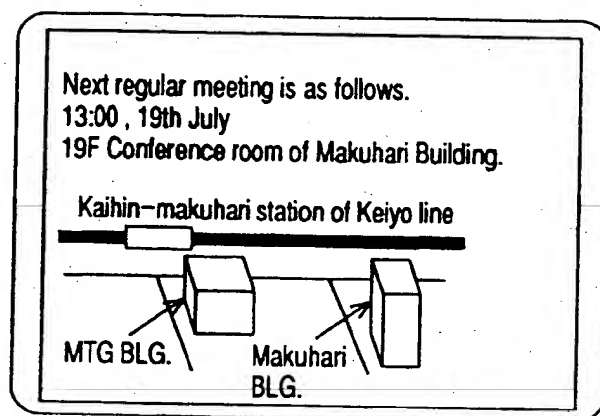 Next regular meeting is as follows.
13:00 , 19th July
19F Conference room of Makuhari Building.
Kaihin-makuhari station of Keiyo line
MTG BLG.
Makuhari
BLG.